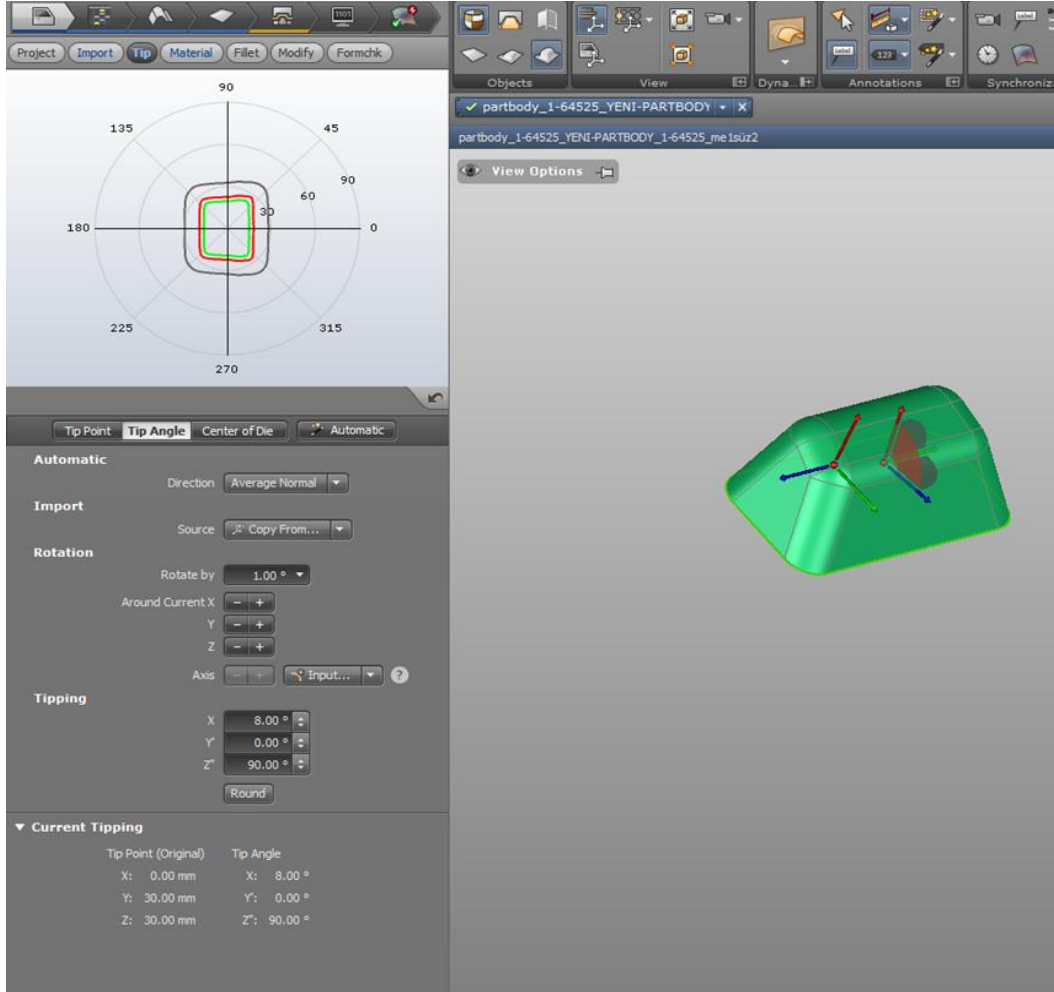 1101
Project Import Tip Material Fillet Modify Formchk
90
135 45
90
60
30
180 0
225 315
270
Tip Point Tip Angle Center of Die Automatic
Automatic
Direction Average Normal
Import
Source Copy From...
Rotation
Rotate by 1.00 °
Around Current X - +
Y - +
Z - +
Axis - + Input... ?
Tipping
X 8.00 °
Y' 0.00 °
Z" 90.00 °
Round
Current Tipping
Tip Point (Original) Tip Angle
X: 0.00 mm X: 8.00 °
Y: 30.00 mm Y': 0.00 °
Z: 30.00 mm Z": 90.00 °
Label
Label 123
Objects View Dyna... Annotations Synchroniz
partbody_1-64525_YENI-PARTBODY X
partbody_1-64525_YENI-PARTBODY_1-64525_me1süz2
View Options